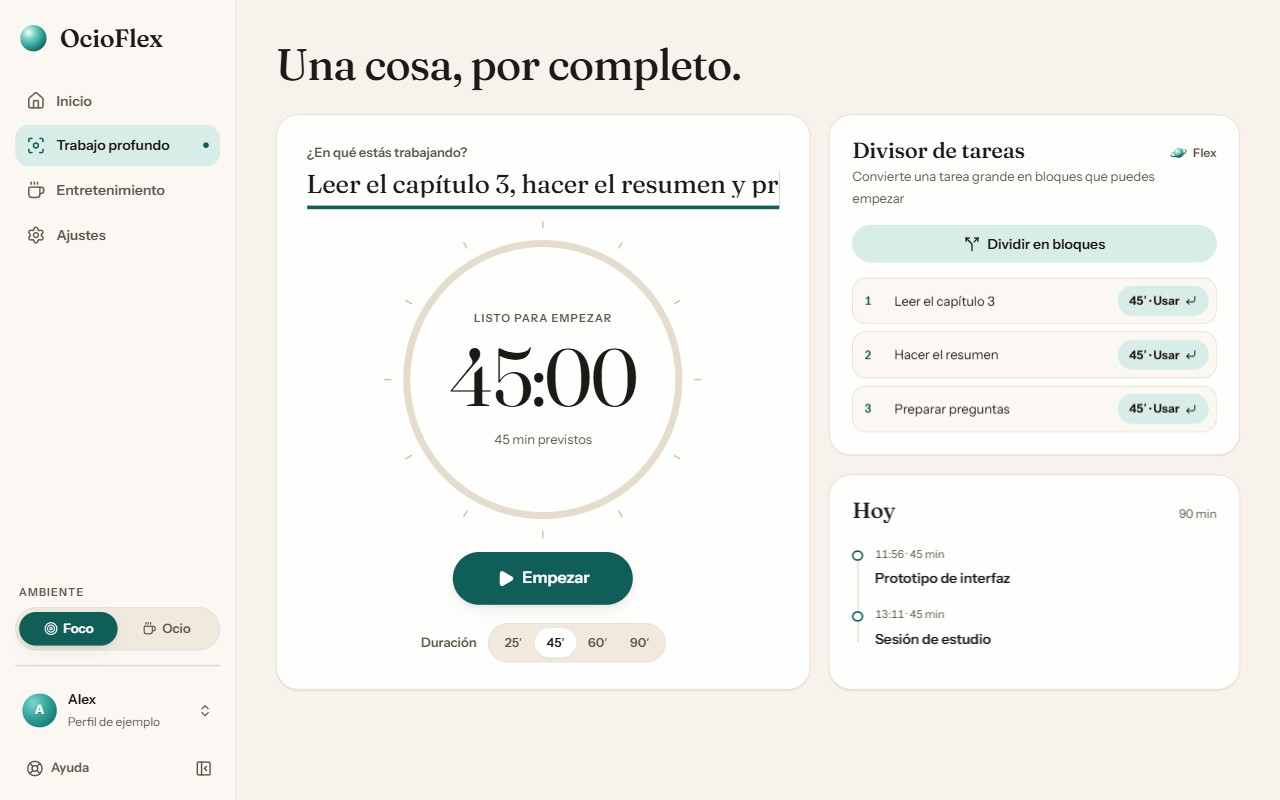 OcioFlex
Inicio
Trabajo profundo
Entretenimiento
Ajustes
AMBIENTE
Foco
Ocio
A
Alex
Perfil de ejemplo
Ayuda
Una cosa, por completo.
¿En qué estás trabajando?
Leer el capítulo 3, hacer el resumen y pr
LISTO PARA EMPEZAR
45:00
45 min previstos
Empezar
Duración 25′ 45′ 60′ 90′
Divisor de tareas
Flex
Convierte una tarea grande en bloques que puedes
empezar
Dividir en bloques
1 Leer el capítulo 3 45′ · Usar
2 Hacer el resumen 45′ · Usar
3 Preparar preguntas 45′ · Usar
Hoy 90 min
11:56 · 45 min
Prototipo de interfaz
13:11 · 45 min
Sesión de estudio